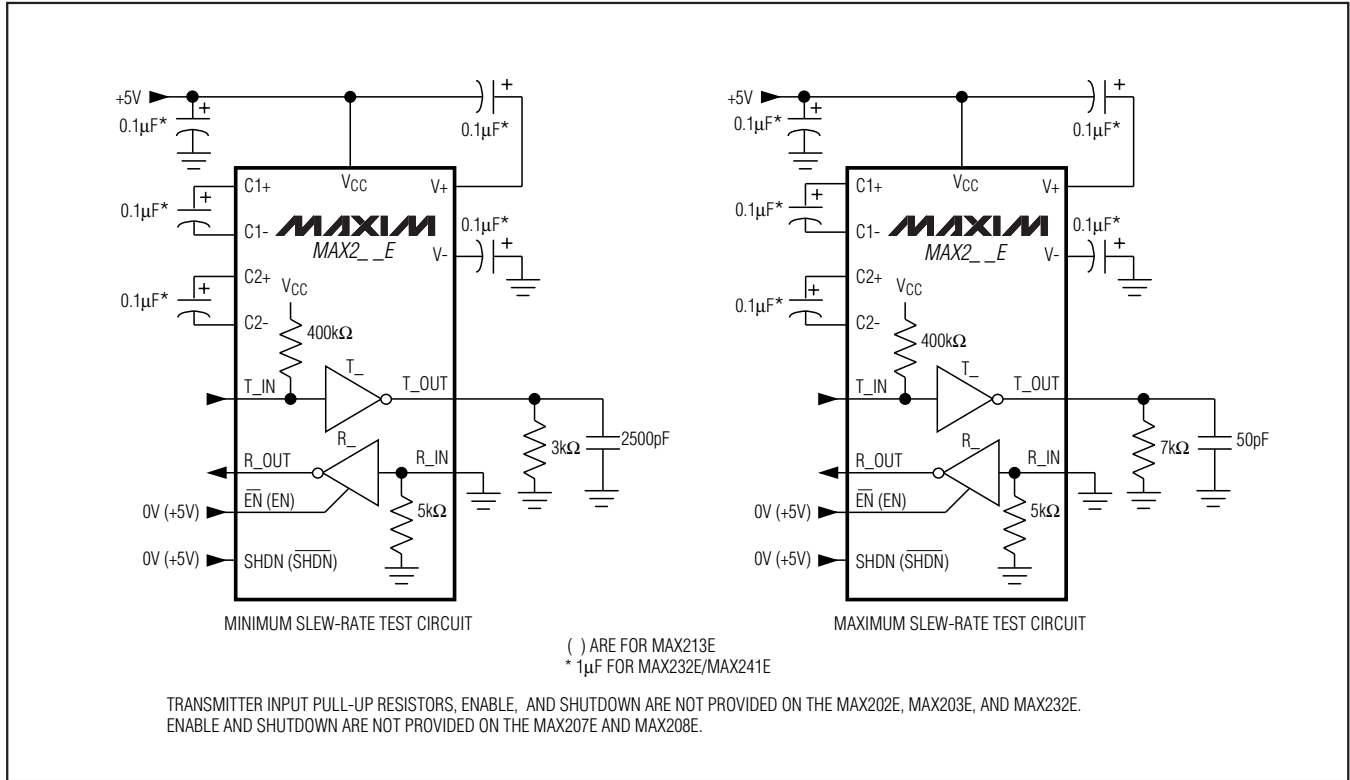 +5V
+
0.1µF*
+
0.1µF*
VCC
V+
C1+
+
0.1µF*
C1-
MAXIM
MAX2_ _E
0.1µF*
V-
+
C2+
+
0.1µF*
C2-
VCC
400kΩ
T_
T_IN
T_OUT
3kΩ
2500pF
R_
R_OUT
R_IN
5kΩ
0V (+5V)
E̅N̅ (EN)
0V (+5V)
SHDN (S̅H̅D̅N̅)
MINIMUM SLEW-RATE TEST CIRCUIT
+5V
+
0.1µF*
+
0.1µF*
VCC
V+
C1+
+
0.1µF*
C1-
MAXIM
MAX2_ _E
0.1µF*
V-
+
C2+
+
0.1µF*
C2-
VCC
400kΩ
T_
T_IN
T_OUT
7kΩ
50pF
R_
R_OUT
R_IN
5kΩ
0V (+5V)
E̅N̅ (EN)
0V (+5V)
SHDN (S̅H̅D̅N̅)
MAXIMUM SLEW-RATE TEST CIRCUIT
( ) ARE FOR MAX213E
* 1µF FOR MAX232E/MAX241E
TRANSMITTER INPUT PULL-UP RESISTORS, ENABLE, AND SHUTDOWN ARE NOT PROVIDED ON THE MAX202E, MAX203E, AND MAX232E.
ENABLE AND SHUTDOWN ARE NOT PROVIDED ON THE MAX207E AND MAX208E.